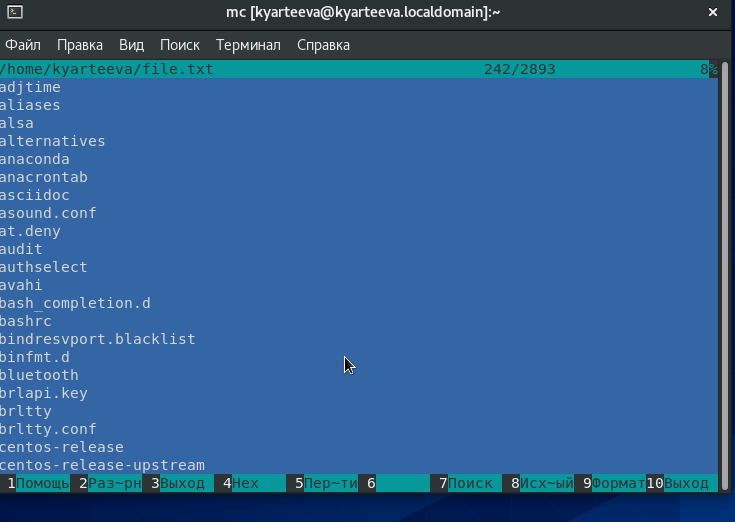 mc [kyarteeva@kyarteeva.localdomain]:~
Файл Правка Вид Поиск Терминал Справка
/home/kyarteeva/file.txt 242/2893 8%
adjtime
aliases
alsa
alternatives
anaconda
anacrontab
asciidoc
asound.conf
at.deny
audit
authselect
avahi
bash_completion.d
bashrc
bindresvport.blacklist
binfmt.d
bluetooth
brlapi.key
brltty
brltty.conf
centos-release
centos-release-upstream
1Помощь 2Раз~рн 3Выход 4Hex 5Пер~ти 6 7Поиск 8Исх~ый 9Формат 10Выход